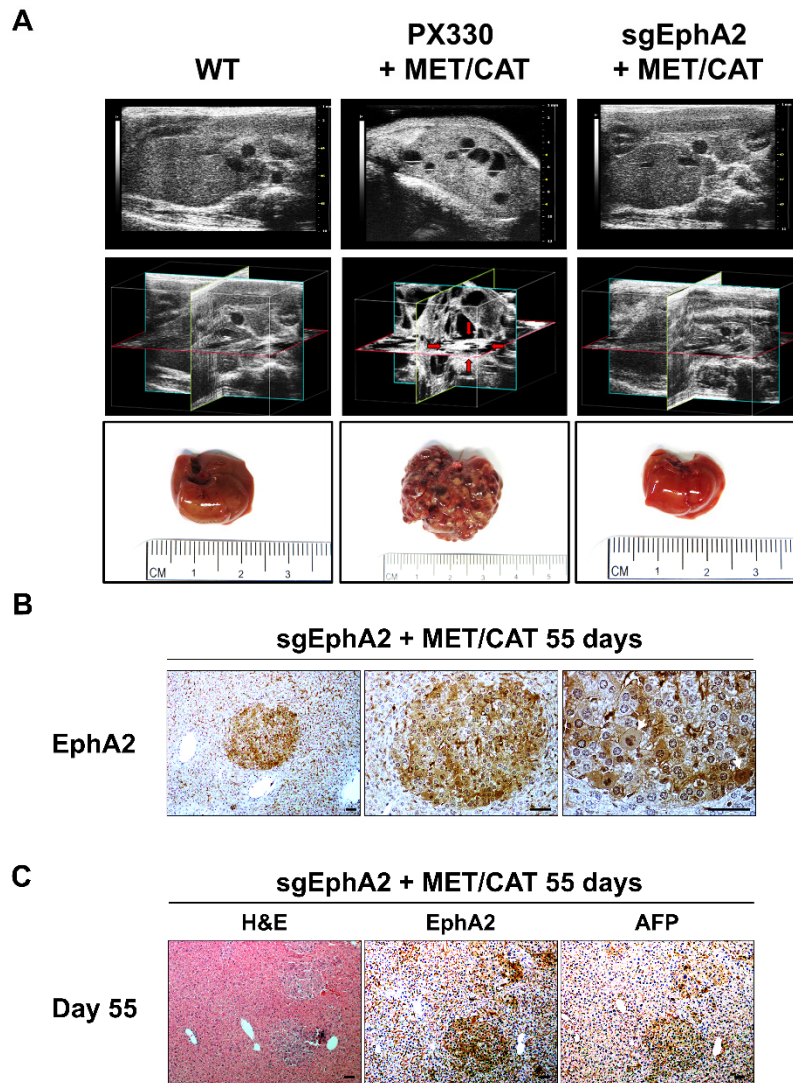 A
WT
PX330
+ MET/CAT
sgEphA2
+ MET/CAT
CM 1 2 3
CM 1 2 3 4 5
CM 1 2 3
B
sgEphA2 + MET/CAT 55 days
EphA2
C
sgEphA2 + MET/CAT 55 days
H&E EphA2 AFP
Day 55